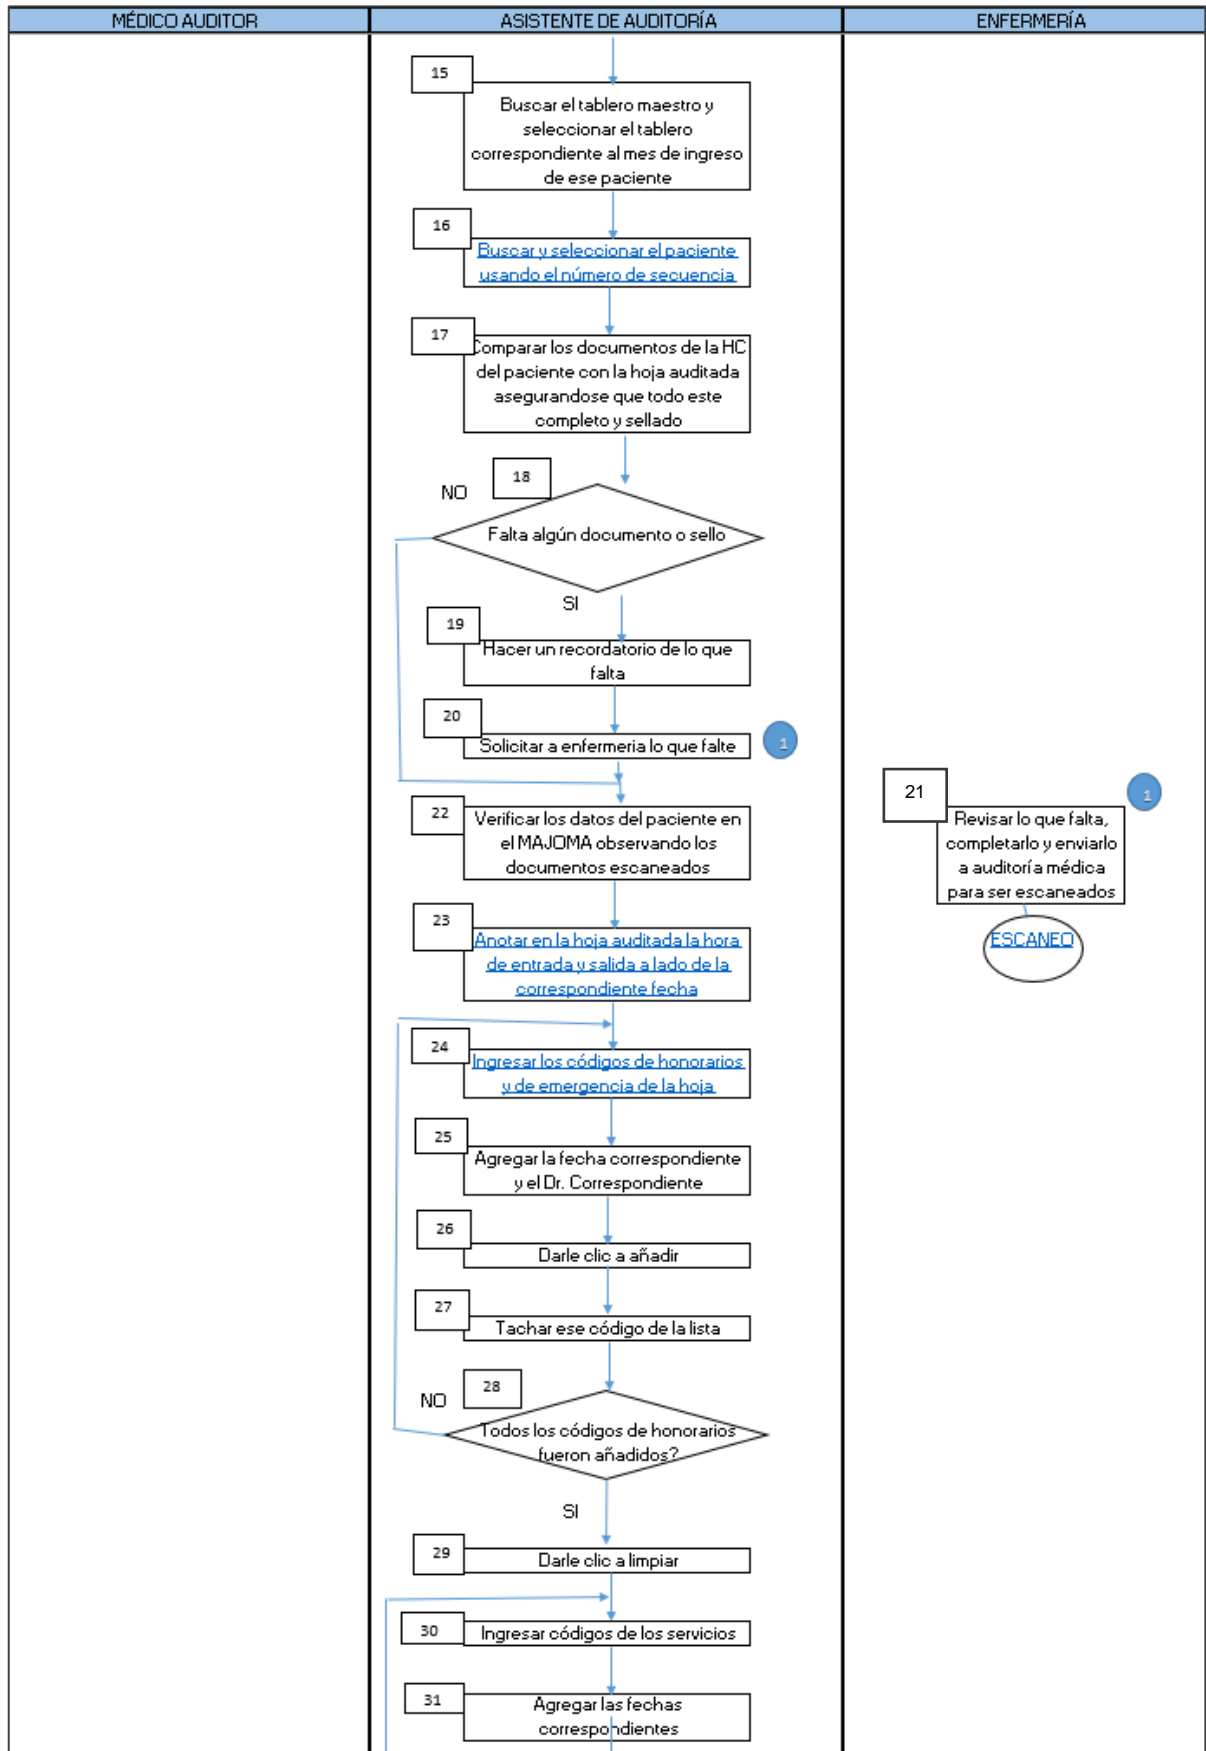 MÉDICO AUDITOR
ASISTENTE DE AUDITORÍA
ENFERMERÍA
15
Buscar el tablero maestro y
seleccionar el tablero
correspondiente al mes de ingreso
de ese paciente
16
Buscar y seleccionar el paciente
usando el número de secuencia
17
Comparar los documentos de la HC
del paciente con la hoja auditada
asegurandose que todo este
completo y sellado
18
NO
Falta algún documento o sello
SI
19
Hacer un recordatorio de lo que
falta
20
Solicitar a enfermeria lo que falte
1
21
1
Revisar lo que falta,
completarlo y enviarlo
a auditoría médica
para ser escaneados
ESCANEO
22
Verificar los datos del paciente en
el MAJOMA observando los
documentos escaneados
23
Anotar en la hoja auditada la hora
de entrada y salida a lado de la
correspondiente fecha
24
Ingresar los códigos de honorarios
y de emergencia de la hoja
25
Agregar la fecha correspondiente
y el Dr. Correspondiente
26
Darle clic a añadir
27
Tachar ese código de la lista
28
NO
Todos los códigos de honorarios
fueron añadidos?
SI
29
Darle clic a limpiar
30
Ingresar códigos de los servicios
31
Agregar las fechas
correspondientes